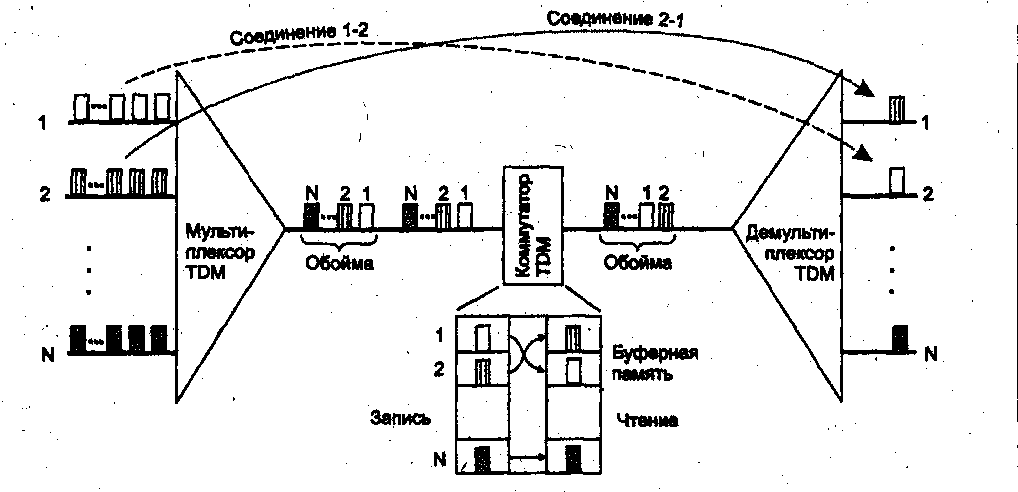 Соединение 1-2
Соединение 2-1
1
1
2
2
N 2 1 N 2 1
N 1 2
Мульти-
плексор
TDM
Обойма
Коммутатор
TDM
Обойма
Демульти-
плексор
TDM
N
N
1
2
Буферная
память
Запись
Чтение
N